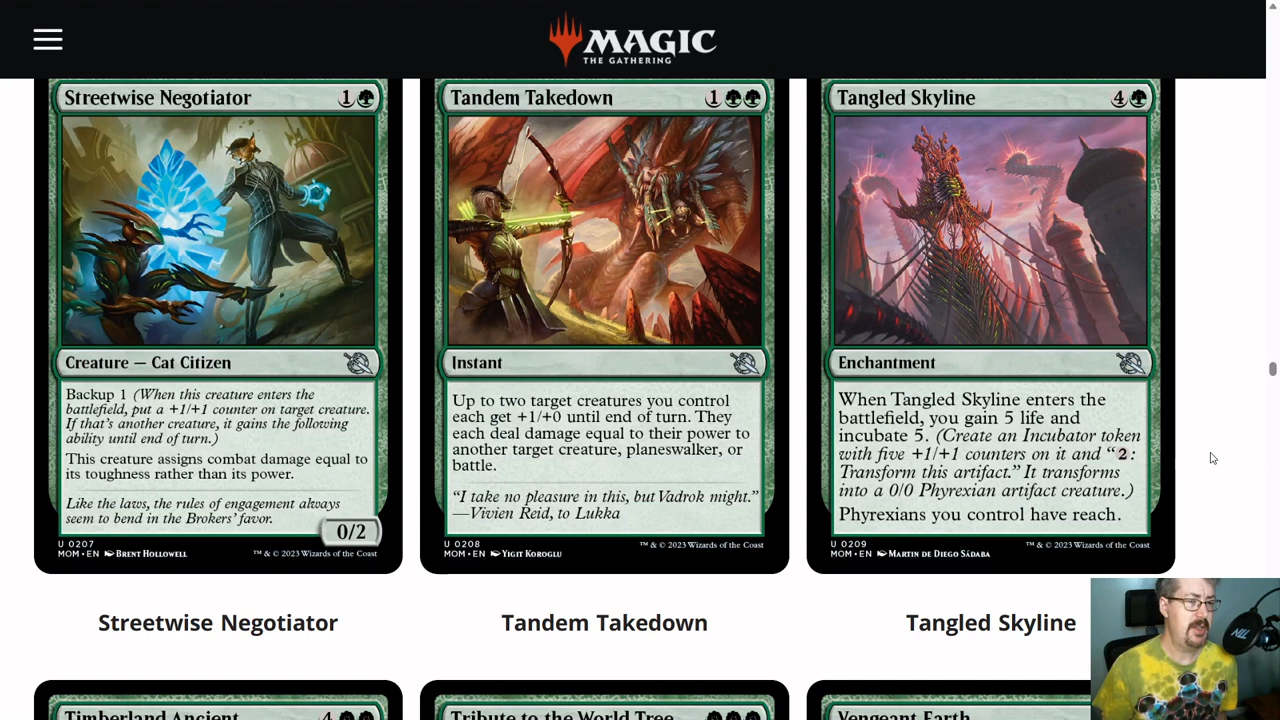 MAGIC
THE GATHERING
Streetwise Negotiator 1
Creature — Cat Citizen
Backup 1 (When this creature enters the
battlefield, put a +1/+1 counter on target creature.
If that's another creature, it gains the following
ability until end of turn.)
This creature assigns combat damage equal to
its toughness rather than its power.
Like the laws, the rules of engagement always
seem to bend in the Brokers' favor.
0/2
U 0207
MOM • EN BRENT HOLLOWELL
™ & © 2023 Wizards of the Coast
Tandem Takedown 1
Instant
Up to two target creatures you control
each get +1/+0 until end of turn. They
each deal damage equal to their power to
another target creature, planeswalker, or
battle.
“I take no pleasure in this, but Vadrok might.”
—Vivien Reid, to Lukka
U 0208
MOM • EN YIGIT KOROGLU
™ & © 2023 Wizards of the Coast
Tangled Skyline 4
Enchantment
When Tangled Skyline enters the
battlefield, you gain 5 life and
incubate 5. (Create an Incubator token
with five +1/+1 counters on it and “2:
Transform this artifact.” It transforms
into a 0/0 Phyrexian artifact creature.)
Phyrexians you control have reach.
U 0209
MOM • EN MARTIN DE DIEGO SÁDABA
™ & © 2023 Wizards of the Coast
Streetwise Negotiator
Tandem Takedown
Tangled Skyline
Timberland Ancient 4
Tribute to the World Tree
Vengeant Earth